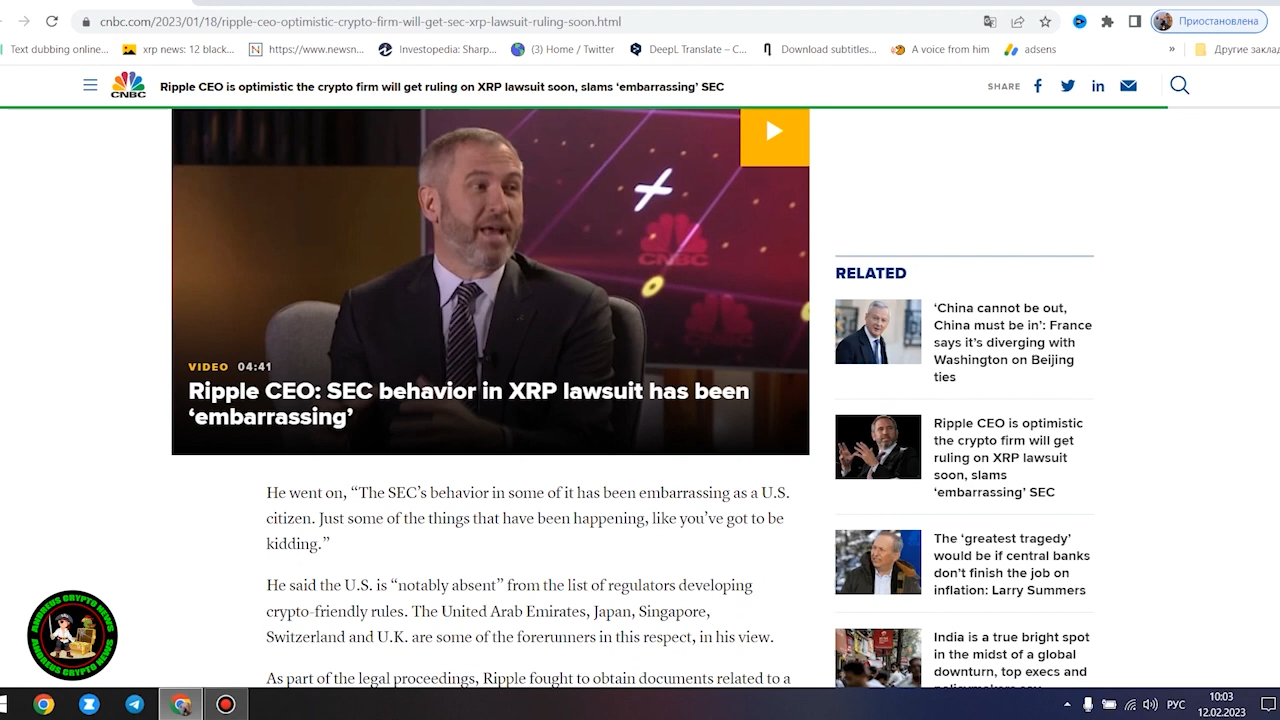 cnbc.com/2023/01/18/ripple-ceo-optimistic-crypto-firm-will-get-sec-xrp-lawsuit-ruling-soon.html
Приостановлена
Text dubbing online...
xrp news: 12 black...
https://www.newsn...
Investopedia: Sharp...
(3) Home / Twitter
DeepL Translate – C...
Download subtitles...
A voice from him
adsens
»
Другие закла
CNBC
Ripple CEO is optimistic the crypto firm will get ruling on XRP lawsuit soon, slams ‘embarrassing’ SEC
SHARE
CNBC
VIDEO 04:41
Ripple CEO: SEC behavior in XRP lawsuit has been
‘embarrassing’
He went on, “The SEC’s behavior in some of it has been embarrassing as a U.S.
citizen. Just some of the things that have been happening, like you’ve got to be
kidding.”
He said the U.S. is “notably absent” from the list of regulators developing
crypto-friendly rules. The United Arab Emirates, Japan, Singapore,
Switzerland and U.K. are some of the forerunners in this respect, in his view.
As part of the legal proceedings, Ripple fought to obtain documents related to a
RELATED
‘China cannot be out,
China must be in’: France
says it’s diverging with
Washington on Beijing
ties
Ripple CEO is optimistic
the crypto firm will get
ruling on XRP lawsuit
soon, slams
‘embarrassing’ SEC
The ‘greatest tragedy’
would be if central banks
don’t finish the job on
inflation: Larry Summers
India is a true bright spot
in the midst of a global
downturn, top execs and
policymakers say
ANDREUS CRYPTO NEWS
ANDREUS CRYPTO NEWS
РУС
10:03
12.02.2023